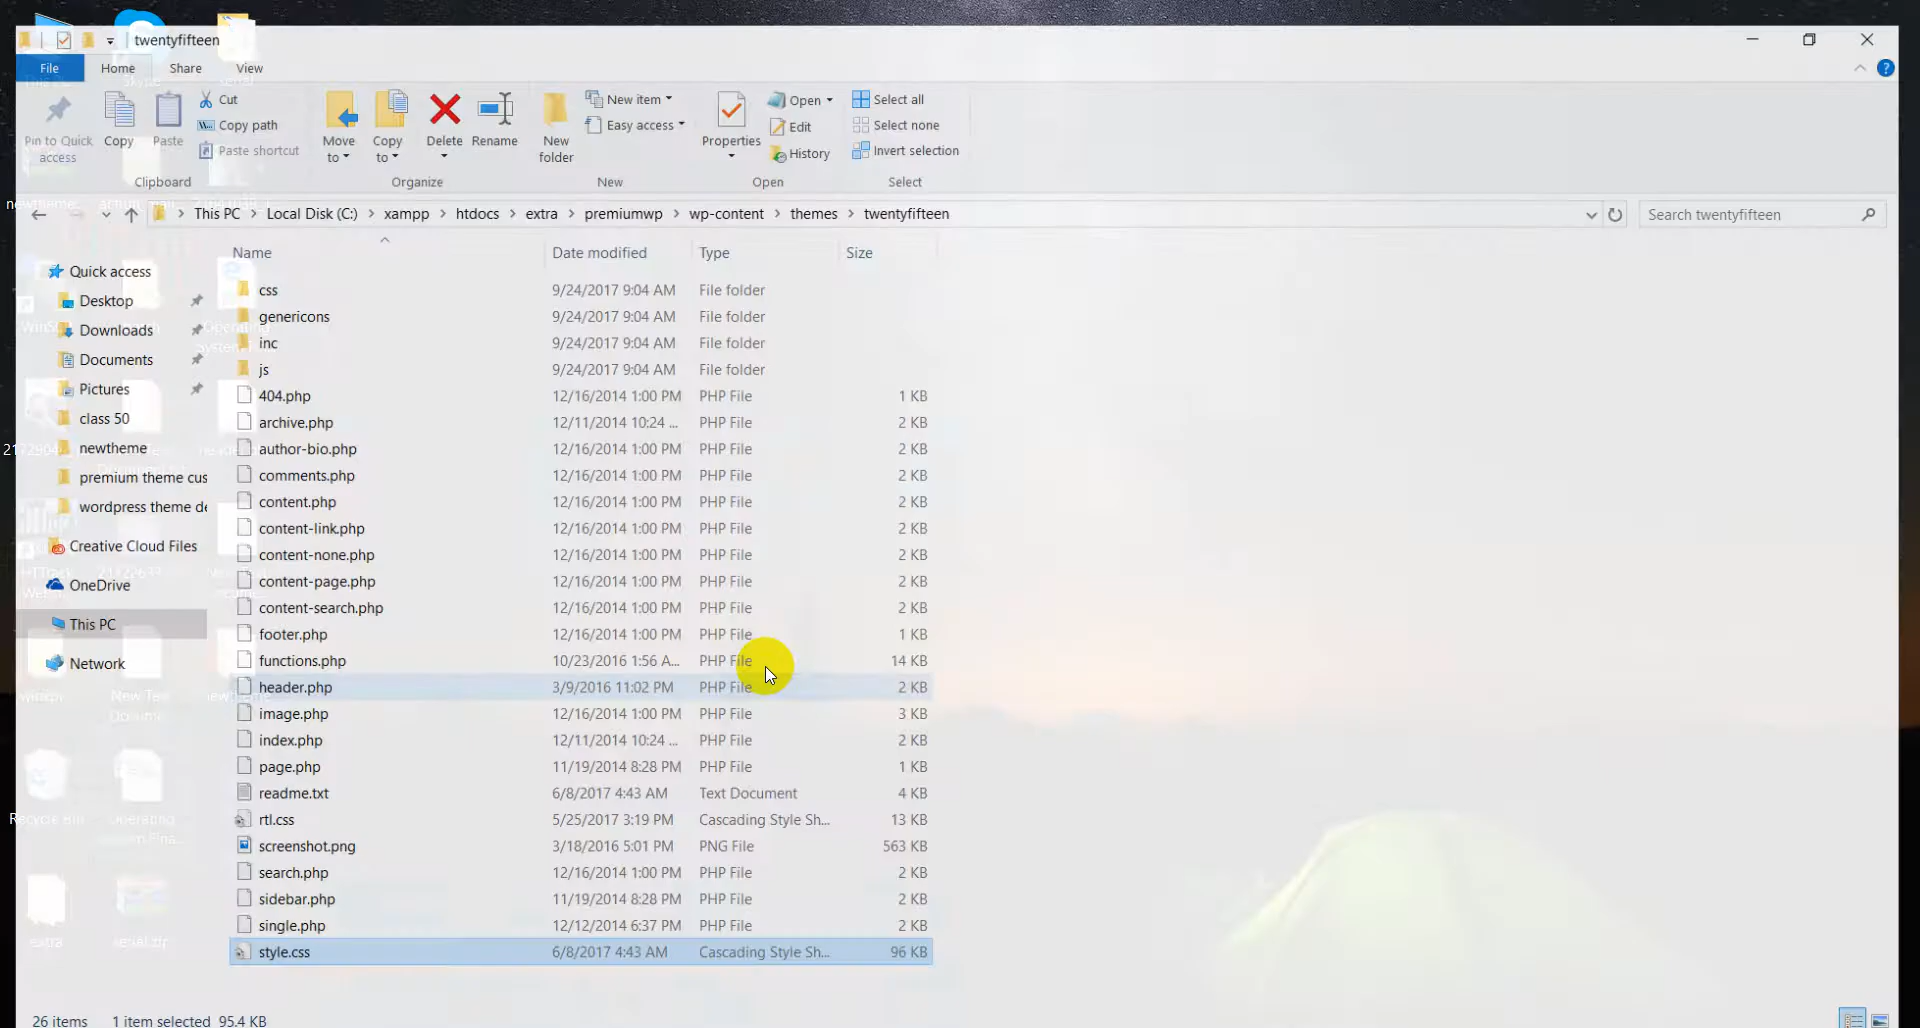 twentyfifteen
File Home Share View
Pin to Quick access
Copy
Paste
Cut
Copy path
Paste shortcut
Clipboard
Move to
Copy to
Delete
Rename
Organize
New folder
New item
Easy access
New
Properties
Open
Edit
History
Open
Select all
Select none
Invert selection
Select
This PC > Local Disk (C:) > xampp > htdocs > extra > premiumwp > wp-content > themes > twentyfifteen
Search twentyfifteen
Quick access
Desktop
Downloads
Documents
Pictures
class 50
newtheme
premium theme cus
wordpress theme de
Creative Cloud Files
OneDrive
This PC
Network
Name Date modified Type Size
css 9/24/2017 9:04 AM File folder
genericons 9/24/2017 9:04 AM File folder
inc 9/24/2017 9:04 AM File folder
js 9/24/2017 9:04 AM File folder
404.php 12/16/2014 1:00 PM PHP File 1 KB
archive.php 12/11/2014 10:24 ... PHP File 2 KB
author-bio.php 12/16/2014 1:00 PM PHP File 2 KB
comments.php 12/16/2014 1:00 PM PHP File 2 KB
content.php 12/16/2014 1:00 PM PHP File 2 KB
content-link.php 12/16/2014 1:00 PM PHP File 2 KB
content-none.php 12/16/2014 1:00 PM PHP File 2 KB
content-page.php 12/16/2014 1:00 PM PHP File 2 KB
content-search.php 12/16/2014 1:00 PM PHP File 2 KB
footer.php 12/16/2014 1:00 PM PHP File 1 KB
functions.php 10/23/2016 1:56 A... PHP File 14 KB
header.php 3/9/2016 11:02 PM PHP File 2 KB
image.php 12/16/2014 1:00 PM PHP File 3 KB
index.php 12/11/2014 10:24 ... PHP File 2 KB
page.php 11/19/2014 8:28 PM PHP File 1 KB
readme.txt 6/8/2017 4:43 AM Text Document 4 KB
rtl.css 5/25/2017 3:19 PM Cascading Style Sh... 13 KB
screenshot.png 3/18/2016 5:01 PM PNG File 563 KB
search.php 12/16/2014 1:00 PM PHP File 2 KB
sidebar.php 11/19/2014 8:28 PM PHP File 2 KB
single.php 12/12/2014 6:37 PM PHP File 2 KB
style.css 6/8/2017 4:43 AM Cascading Style Sh... 96 KB
Recycle Bin
extra
serial.zip
26 items 1 item selected 95.4 KB